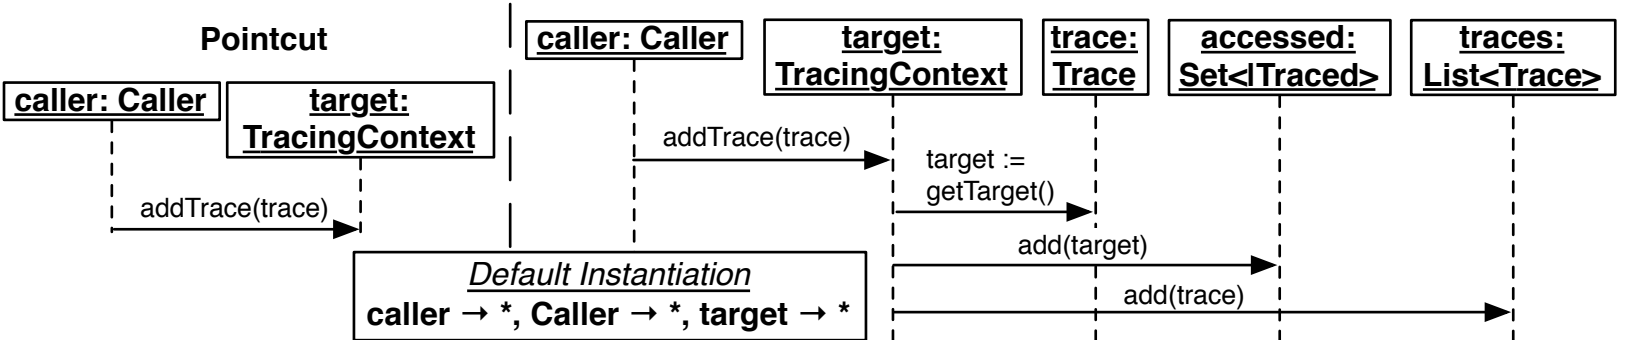 Pointcut
caller: Caller
target:
TracingContext
addTrace(trace)
caller: Caller
target:
TracingContext
trace:
Trace
accessed:
Set<ITraced>
traces:
List<Trace>
addTrace(trace)
target :=
getTarget()
add(target)
add(trace)
Default Instantiation
caller → *, Caller → *, target → *